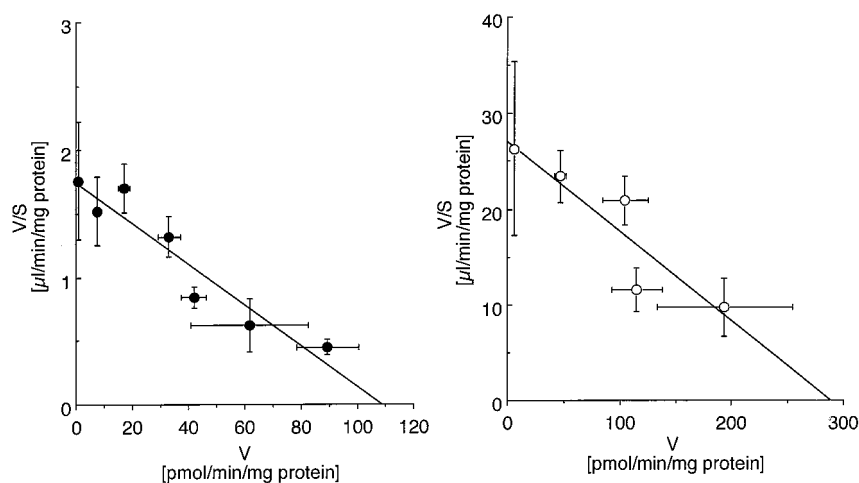 3
2
1
0
V/S
[µl/min/mg protein]
0 20 40 60 80 100 120
V
[pmol/min/mg protein]
40
30
20
10
0
V/S
[µl/min/mg protein]
0 100 200 300
V
[pmol/min/mg protein]